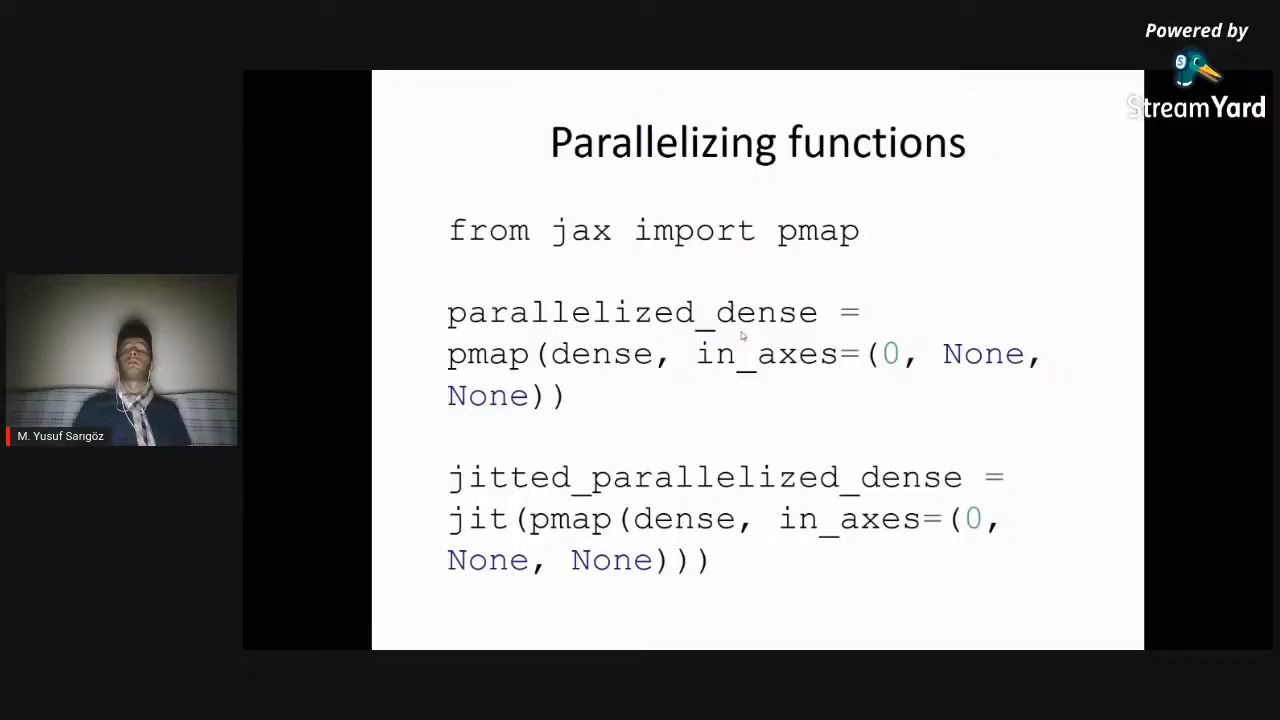 Powered by
StreamYard
Parallelizing functions
from jax import pmap
parallelized_dense =
pmap(dense, in_axes=(0, None,
None))
jitted_parallelized_dense =
jit(pmap(dense, in_axes=(0,
None, None)))
M. Yusuf Sarıgöz